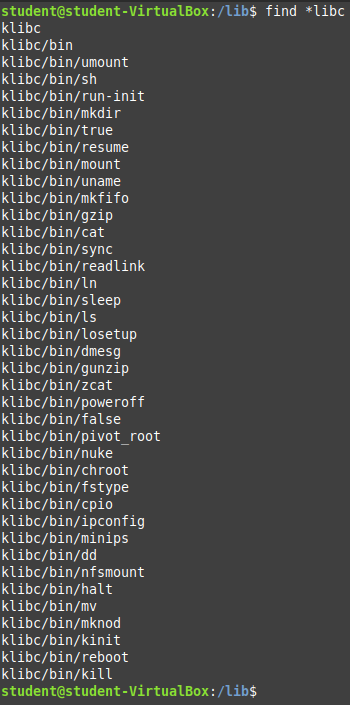 student@student-VirtualBox:/lib$ find *libc
klibc
klibc/bin
klibc/bin/umount
klibc/bin/sh
klibc/bin/run-init
klibc/bin/mkdir
klibc/bin/true
klibc/bin/resume
klibc/bin/mount
klibc/bin/uname
klibc/bin/mkfifo
klibc/bin/gzip
klibc/bin/cat
klibc/bin/sync
klibc/bin/readlink
klibc/bin/ln
klibc/bin/sleep
klibc/bin/ls
klibc/bin/losetup
klibc/bin/dmesg
klibc/bin/gunzip
klibc/bin/zcat
klibc/bin/poweroff
klibc/bin/false
klibc/bin/pivot_root
klibc/bin/nuke
klibc/bin/chroot
klibc/bin/fstype
klibc/bin/cpio
klibc/bin/ipconfig
klibc/bin/minips
klibc/bin/dd
klibc/bin/nfsmount
klibc/bin/halt
klibc/bin/mv
klibc/bin/mknod
klibc/bin/kinit
klibc/bin/reboot
klibc/bin/kill
student@student-VirtualBox:/lib$